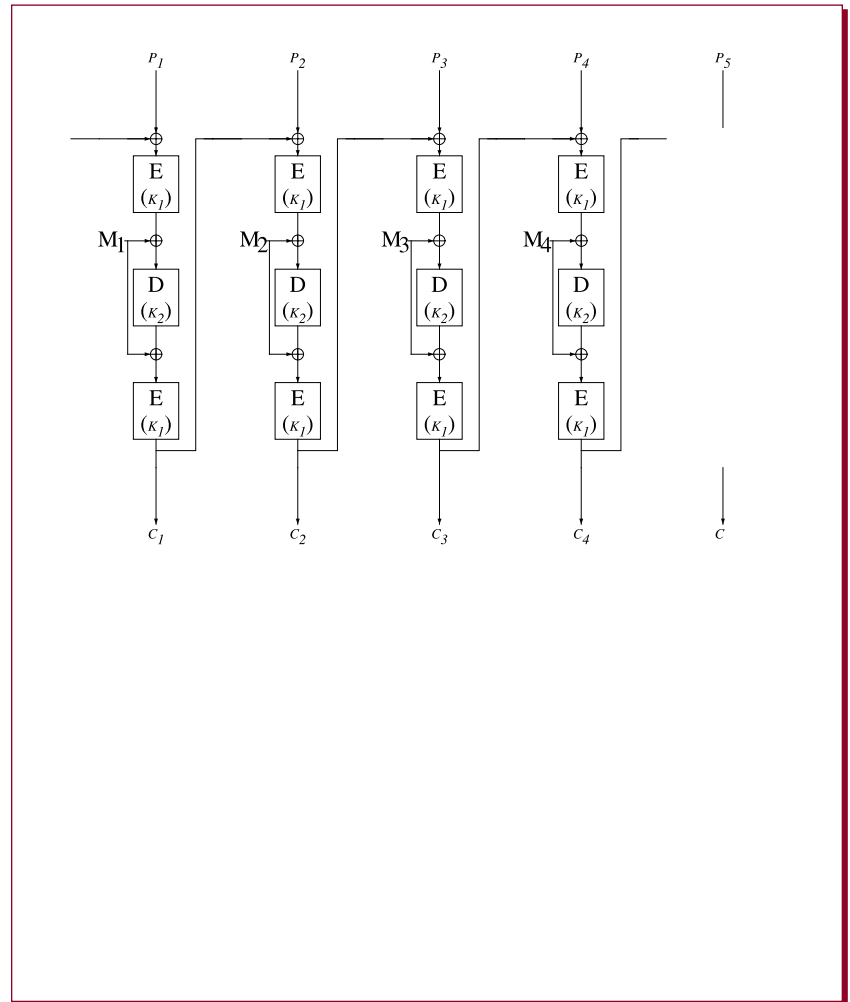 P1 P2 P3 P4 P5
E E E E
(K1) (K1) (K1) (K1)
M1 M2 M3 M4
D D D D
(K2) (K2) (K2) (K2)
E E E E
(K1) (K1) (K1) (K1)
C1 C2 C3 C4 C